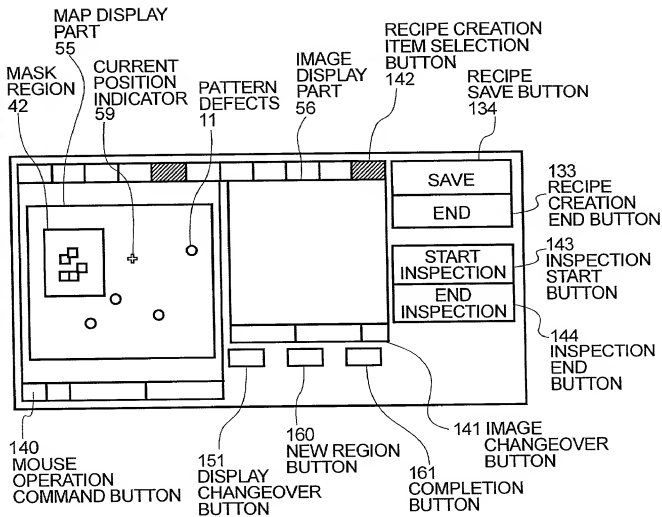 MAP DISPLAY
PART
55
MASK
REGION
42
CURRENT
POSITION
INDICATOR
59
PATTERN
DEFECTS
11
IMAGE
DISPLAY
PART
56
RECIPE CREATION
ITEM SELECTION
BUTTON
142
RECIPE
SAVE BUTTON
134
SAVE
END
133
RECIPE
CREATION
END BUTTON
START
INSPECTION
END
INSPECTION
143
INSPECTION
START
BUTTON
144
INSPECTION
END
BUTTON
140
MOUSE
OPERATION
COMMAND BUTTON
151
DISPLAY
CHANGEOVER
BUTTON
160
NEW REGION
BUTTON
161
COMPLETION
BUTTON
141 IMAGE
CHANGEOVER
BUTTON